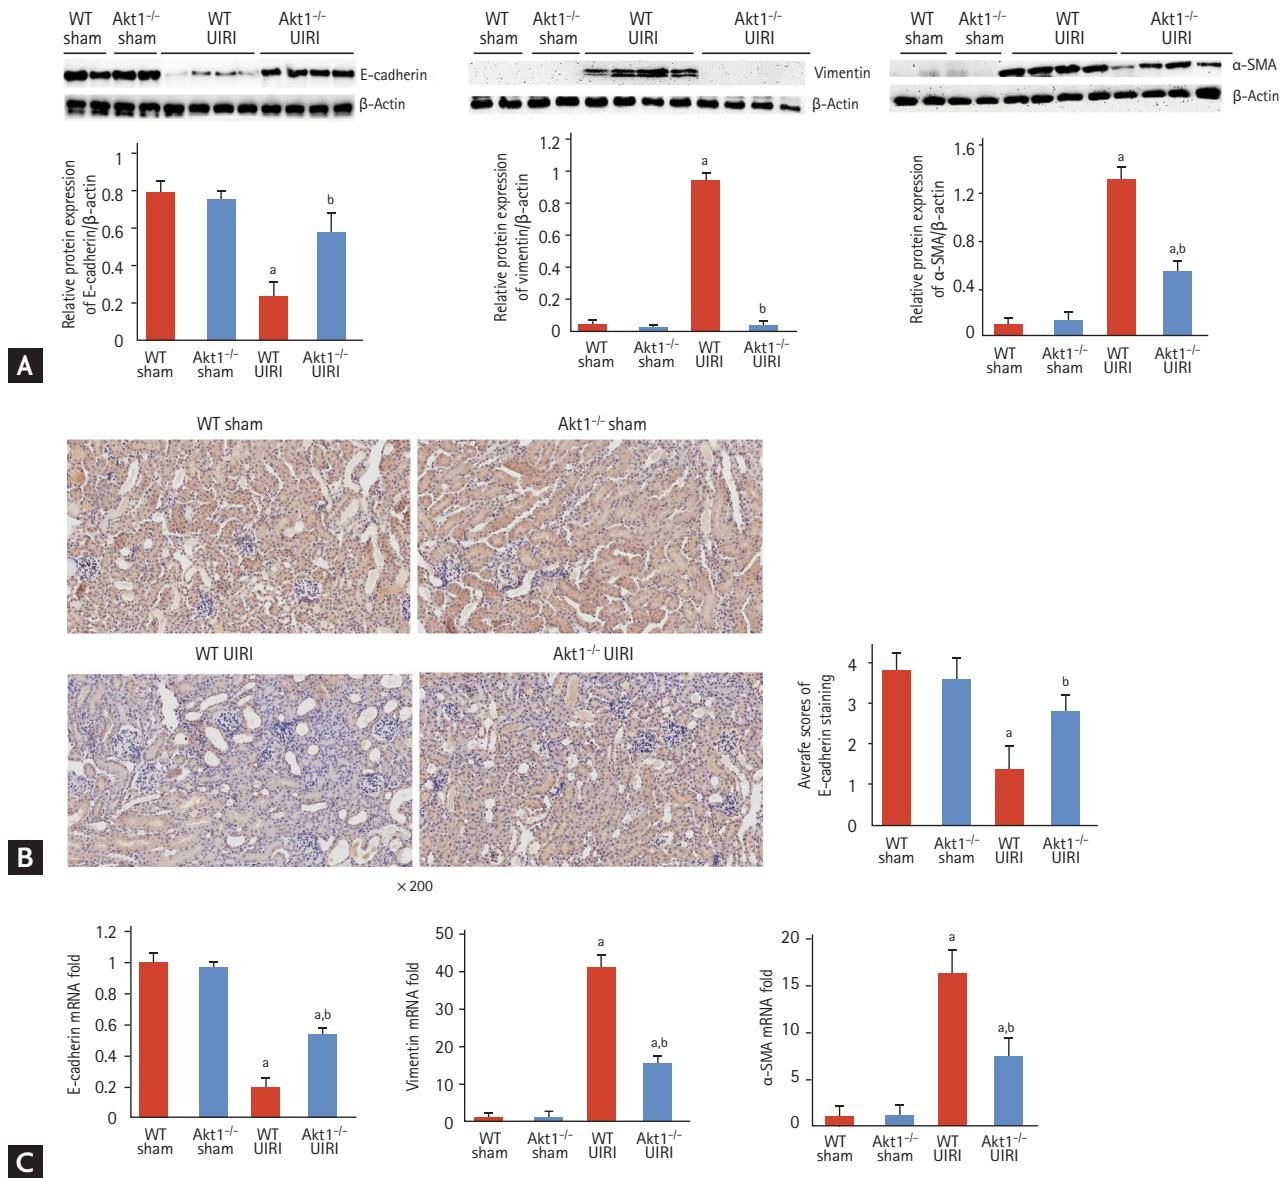 WT sham
Akt1⁻/⁻ sham
WT UIRI
Akt1⁻/⁻ UIRI
E-cadherin
β-Actin
WT sham
Akt1⁻/⁻ sham
WT UIRI
Akt1⁻/⁻ UIRI
Vimentin
β-Actin
WT sham
Akt1⁻/⁻ sham
WT UIRI
Akt1⁻/⁻ UIRI
α-SMA
β-Actin
Relative protein expression
of E-cadherin/β-actin
1
0.8
0.6
0.4
0.2
0
a
b
WT sham
Akt1⁻/⁻ sham
WT UIRI
Akt1⁻/⁻ UIRI
Relative protein expression
of vimentin/β-actin
1.2
1
0.8
0.6
0.4
0.2
0
a
b
WT sham
Akt1⁻/⁻ sham
WT UIRI
Akt1⁻/⁻ UIRI
Relative protein expression
of α-SMA/β-actin
1.6
1.2
0.8
0.4
0
a
a,b
WT sham
Akt1⁻/⁻ sham
WT UIRI
Akt1⁻/⁻ UIRI
A
WT sham
Akt1⁻/⁻ sham
WT UIRI
Akt1⁻/⁻ UIRI
× 200
Averafe scores of
E-cadherin staining
4
3
2
1
0
a
b
WT sham
Akt1⁻/⁻ sham
WT UIRI
Akt1⁻/⁻ UIRI
B
E-cadherin mRNA fold
1.2
1
0.8
0.6
0.4
0.2
0
a
a,b
WT sham
Akt1⁻/⁻ sham
WT UIRI
Akt1⁻/⁻ UIRI
Vimentin mRNA fold
50
40
30
20
10
0
a
a,b
WT sham
Akt1⁻/⁻ sham
WT UIRI
Akt1⁻/⁻ UIRI
α-SMA mRNA fold
20
15
10
5
0
a
a,b
WT sham
Akt1⁻/⁻ sham
WT UIRI
Akt1⁻/⁻ UIRI
C